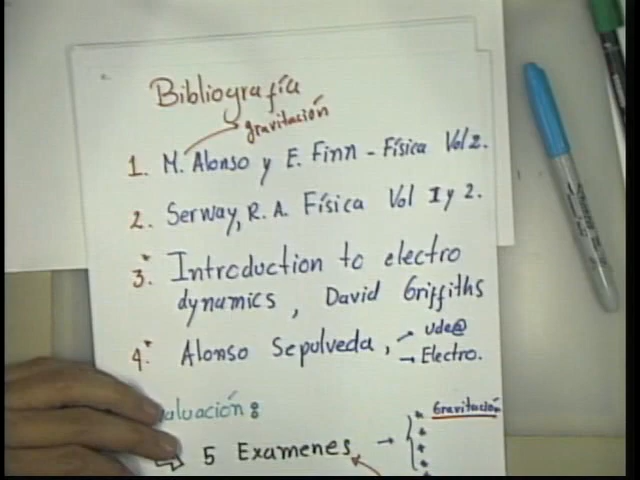 Bibliografía
gravitación
1. M. Alonso y E. Finn - Física Vol 2.
2. Serway, R. A. Física Vol I y 2.
3.* Introduction to electro
dynamics, David Griffiths
4.* Alonso Sepulveda, → Ude@
→ Electro.
aluación:
Gravitación
→ 5 Examenes →